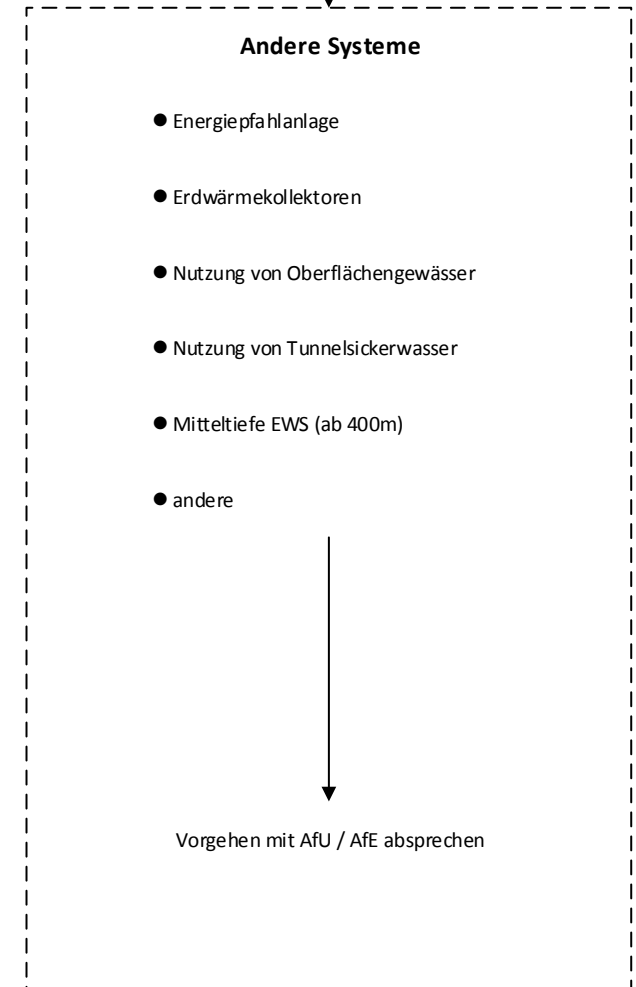 Andere Systeme
● Energiepfahlanlage
● Erdwärmekollektoren
● Nutzung von Oberflächengewässer
● Nutzung von Tunnelsickerwasser
● Mitteltiefe EWS (ab 400m)
● andere
Vorgehen mit AfU / AfE absprechen